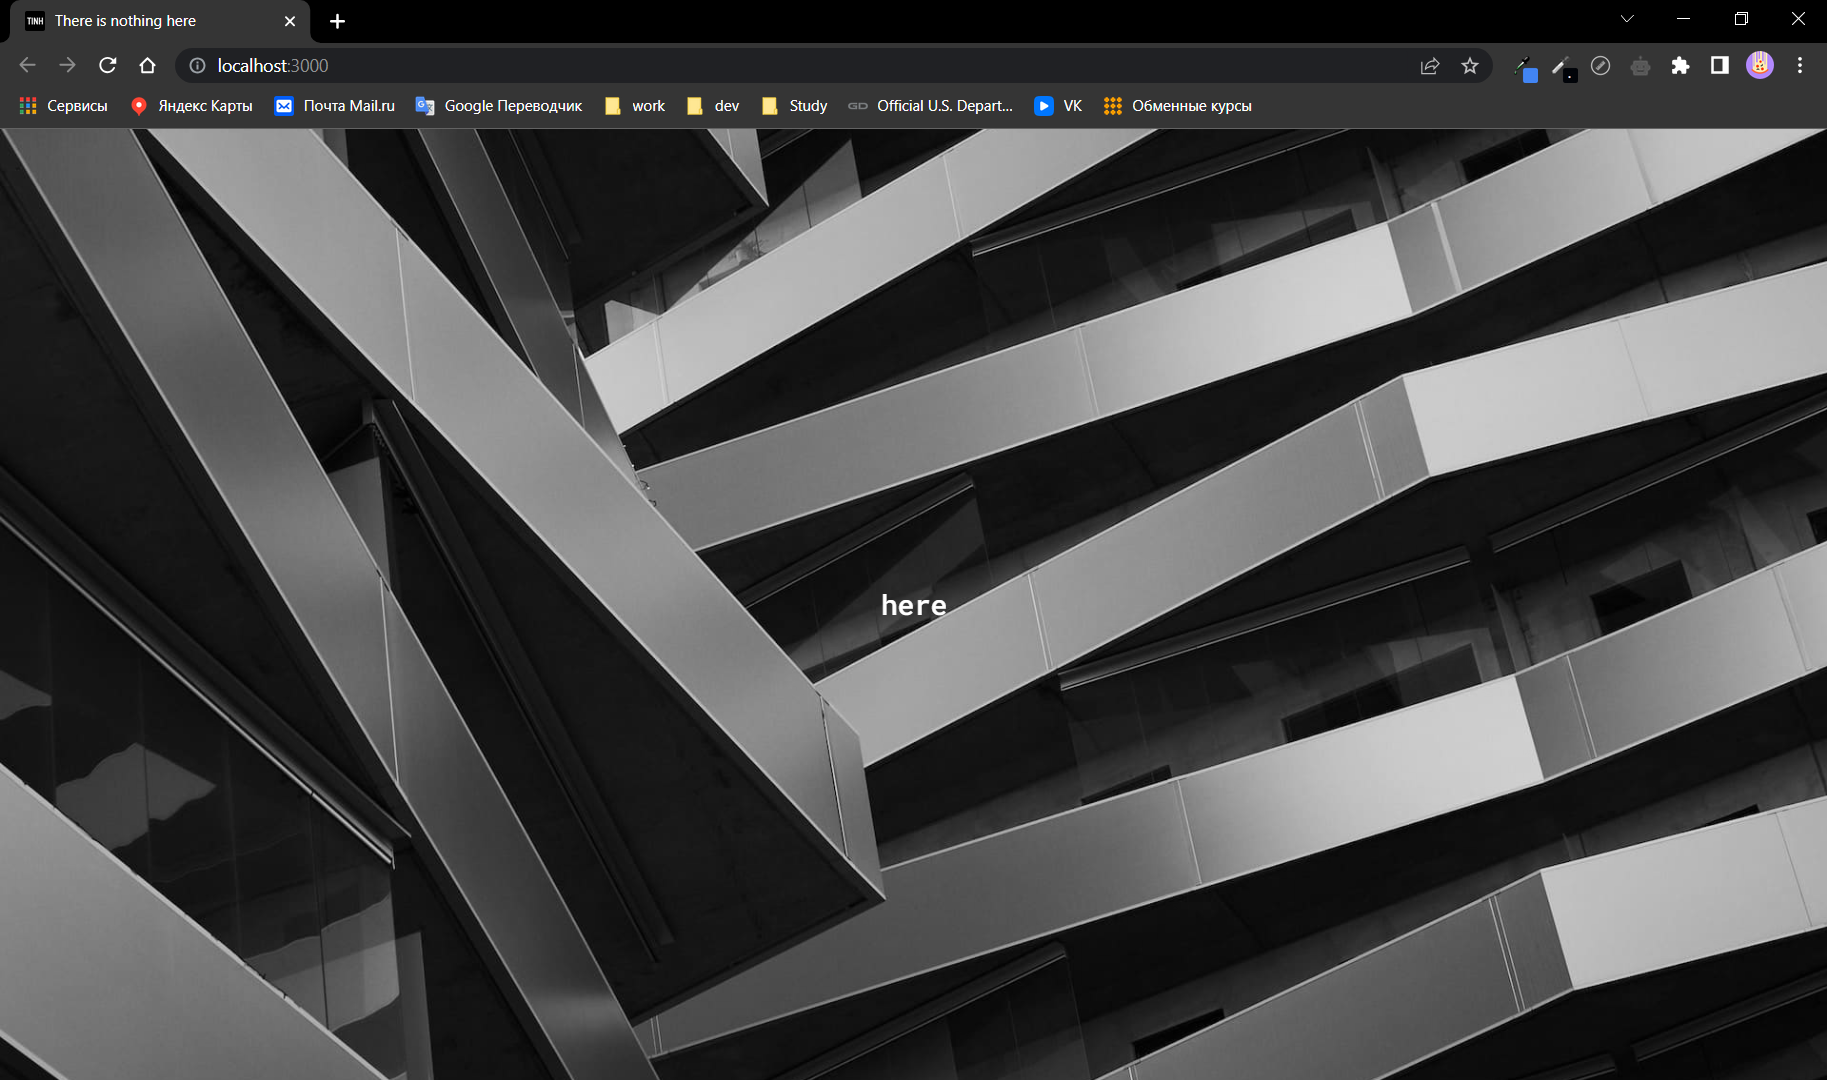 TINH There is nothing here
localhost:3000
Сервисы Яндекс Карты Почта Mail.ru Google Переводчик work dev Study GD Official U.S. Depart... VK Обменные курсы
here